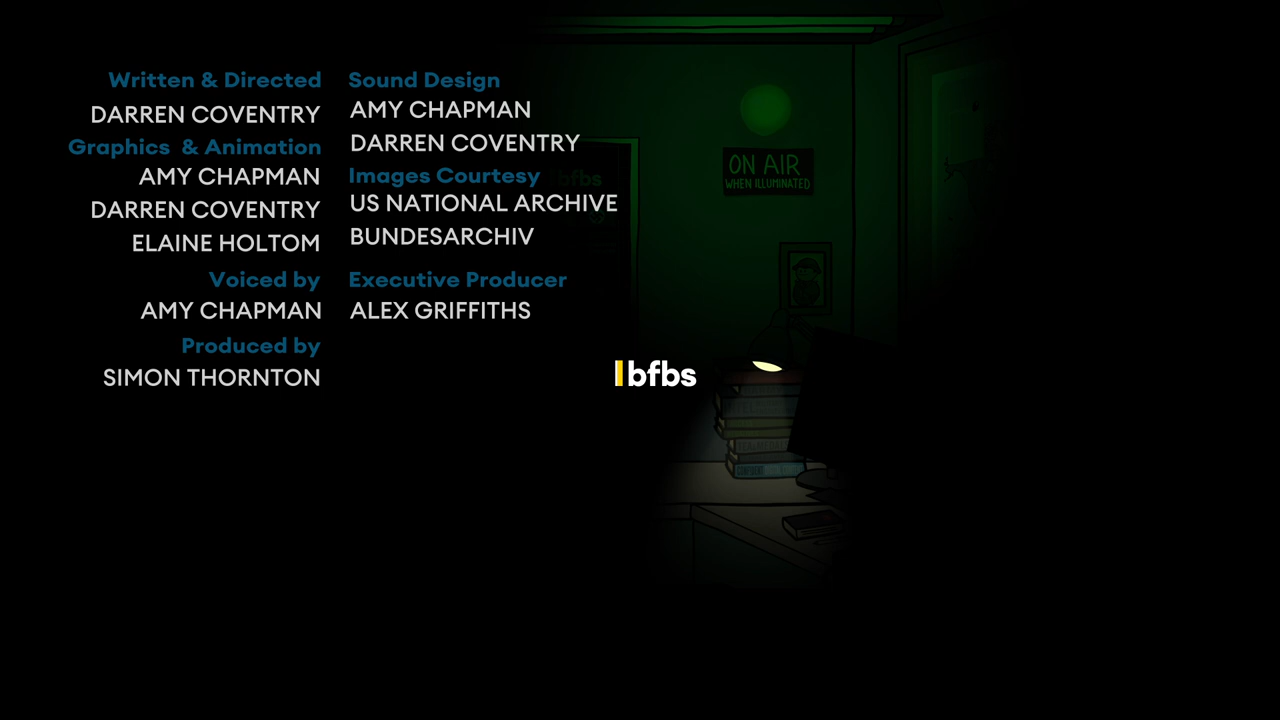 Written & Directed
DARREN COVENTRY
Graphics & Animation
AMY CHAPMAN
DARREN COVENTRY
ELAINE HOLTOM
Voiced by
AMY CHAPMAN
Produced by
SIMON THORNTON
Sound Design
AMY CHAPMAN
DARREN COVENTRY
Images Courtesy
US NATIONAL ARCHIVE
BUNDESARCHIV
Executive Producer
ALEX GRIFFITHS
bfbs
ON AIR
WHEN ILLUMINATED
bfbs